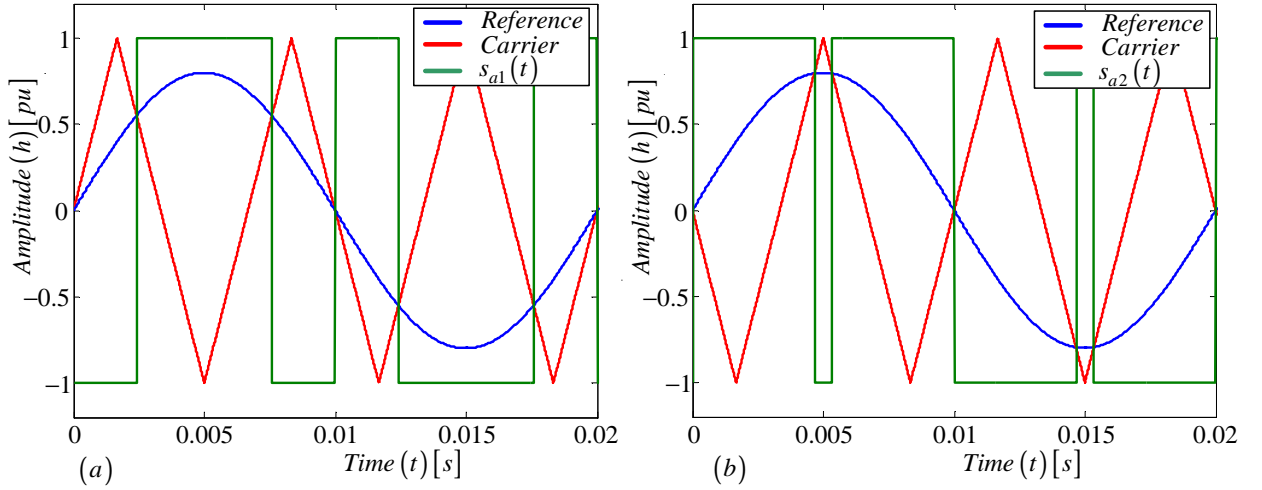 Reference
Carrier
s_{a1}(t)
Amplitude (h) [pu]
1
0.5
0
−0.5
−1
0
0.005
0.01
0.015
0.02
Time (t) [s]
(a)
Reference
Carrier
s_{a2}(t)
Amplitude (h) [pu]
1
0.5
0
−0.5
−1
0
0.005
0.01
0.015
0.02
Time (t) [s]
(b)